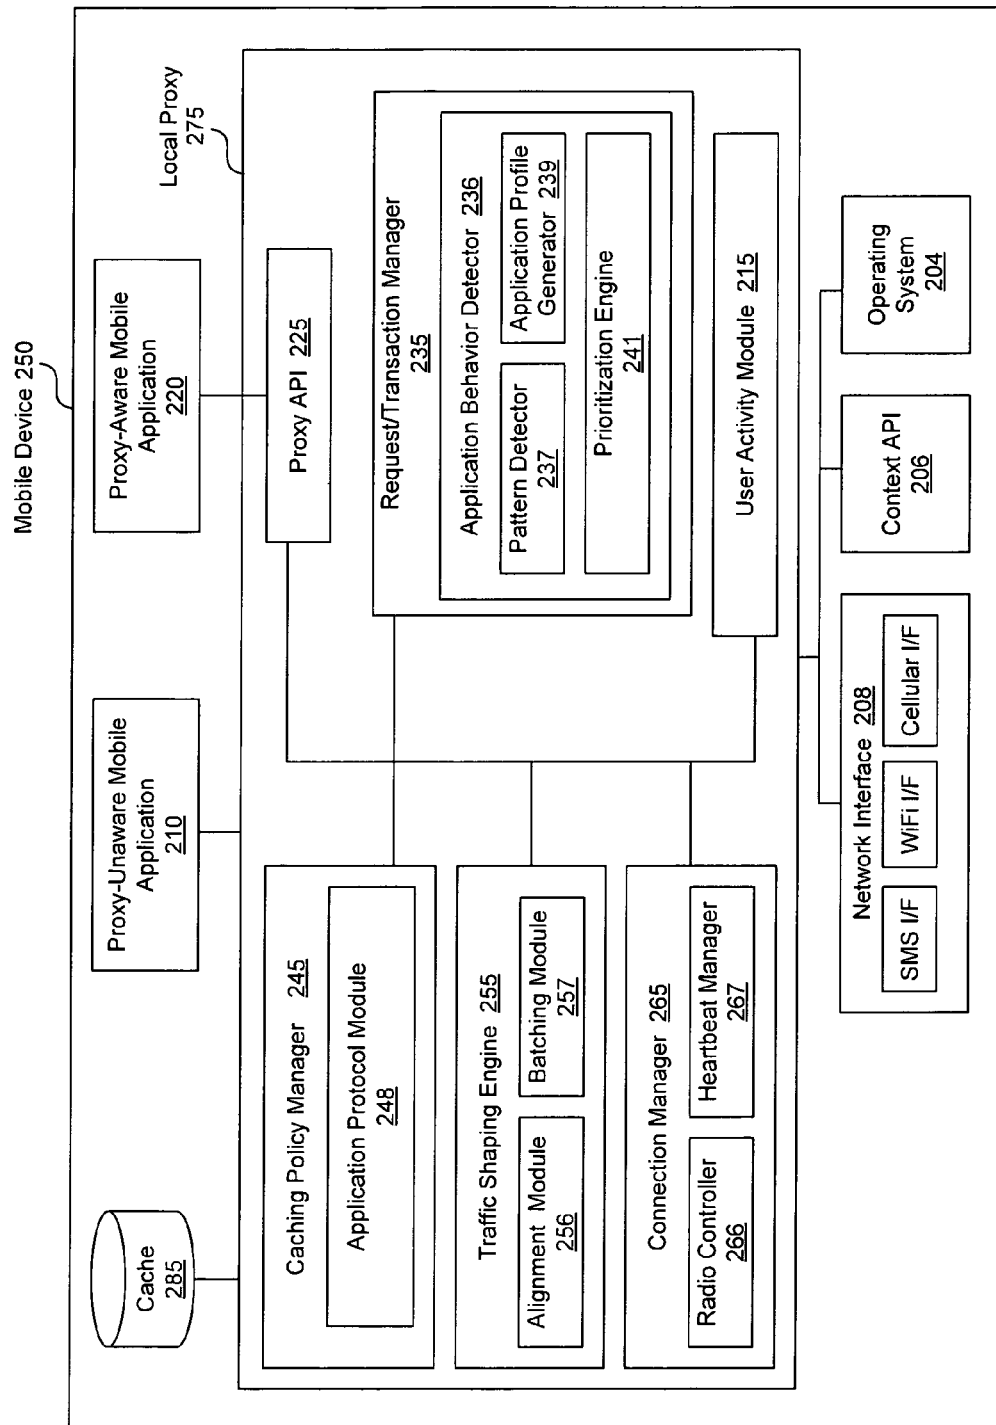 Mobile Device 250
Local Proxy
275
Cache
285
Proxy-Unaware Mobile
Application
210
Proxy-Aware Mobile
Application
220
Caching Policy Manager 245
Application Protocol Module
248
Traffic Shaping Engine 255
Alignment Module
256
Batching Module
257
Connection Manager 265
Radio Controller
266
Heartbeat Manager
267
Proxy API 225
Request/Transaction Manager
235
Application Behavior Detector 236
Pattern Detector
237
Application Profile
Generator 239
Prioritization Engine
241
User Activity Module 215
Network Interface 208
SMS I/F
WiFi I/F
Cellular I/F
Context API
206
Operating
System
204